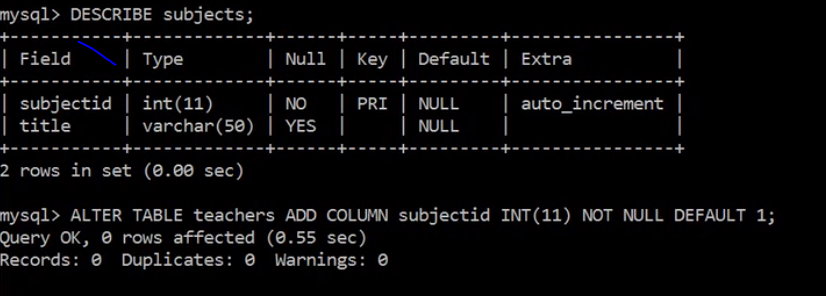 mysql> DESCRIBE subjects;
+------------+-------------+------+-----+---------+----------------+
| Field      | Type        | Null | Key | Default | Extra          |
+------------+-------------+------+-----+---------+----------------+
| subjectid | int(11)     | NO   | PRI | NULL    | auto_increment |
| title     | varchar(50) | YES  |     | NULL    |                |
+------------+-------------+------+-----+---------+----------------+
2 rows in set (0.00 sec)
mysql> ALTER TABLE teachers ADD COLUMN subjectid INT(11) NOT NULL DEFAULT 1;
Query OK, 0 rows affected (0.55 sec)
Records: 0  Duplicates: 0  Warnings: 0